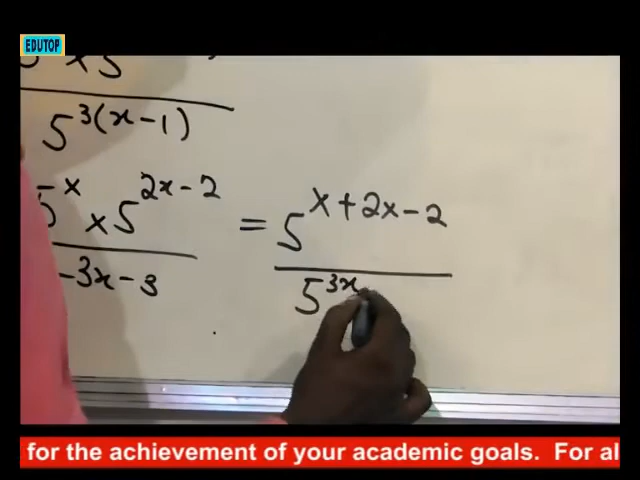 EDUTOP
× 5
5^3(x-1)
5^x × 5^2x-2 = 5^x+2x-2
3x-3 5^3x
for the achievement of your academic goals. For al